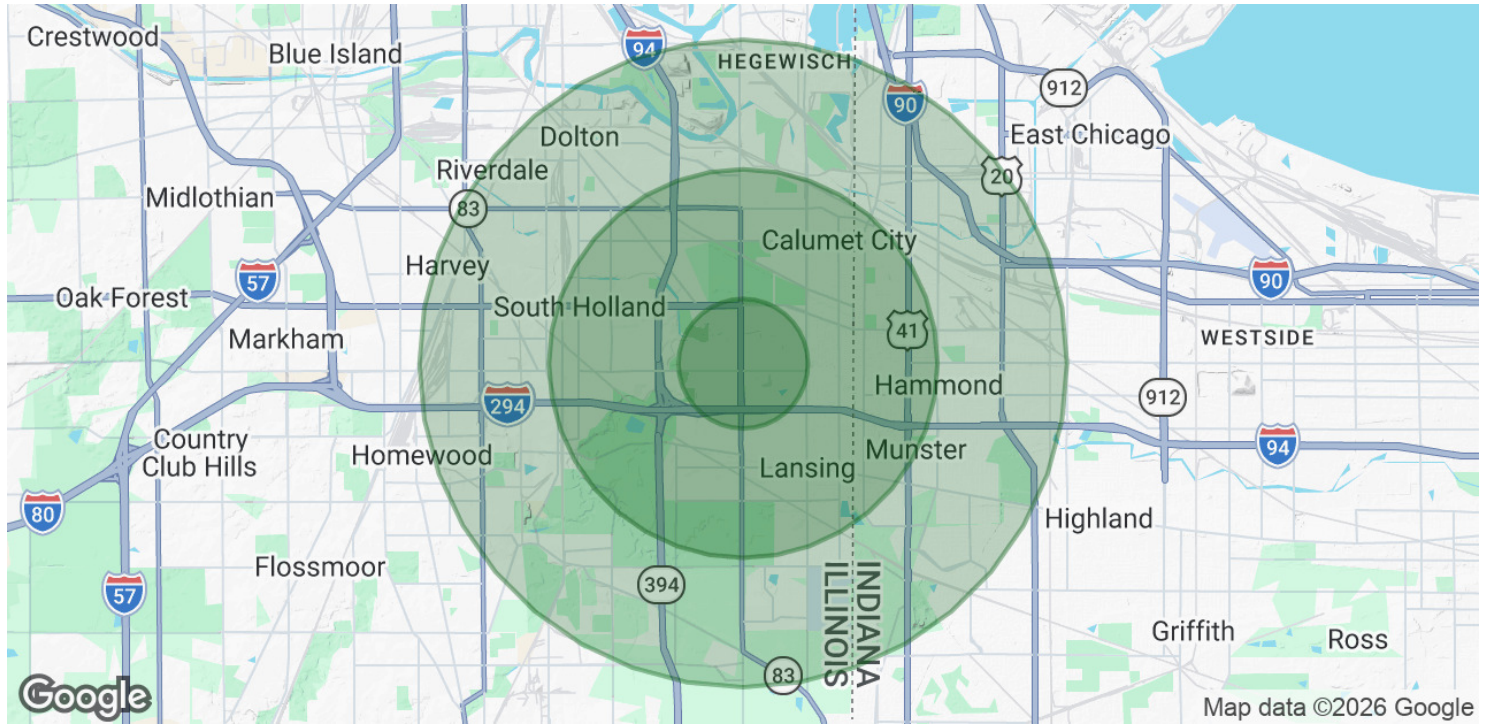 Crestwood
Blue Island
94
HEGEWISCH
912
90
East Chicago
Dolton
Riverdale
20
Midlothian
83
Calumet City
Harvey
57
90
Oak Forest
South Holland
41
Markham
WESTSIDE
Hammond
912
294
Country
Club Hills
Homewood
Munster
94
Lansing
80
Highland
Flossmoor
57
394
INDIANA
ILLINOIS
Griffith
Ross
83
Google
Map data ©2026 Google